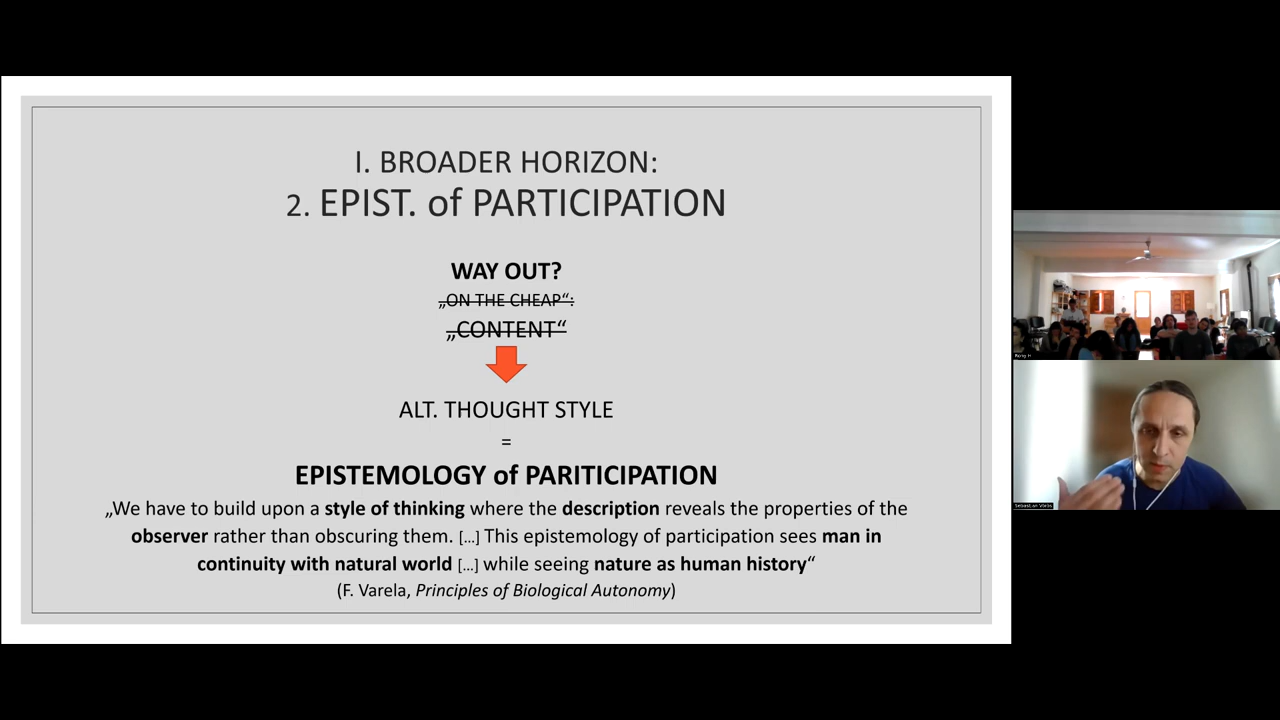 I. BROADER HORIZON:
2. EPIST. of PARTICIPATION
WAY OUT?
„ON THE CHEAP“:
„CONTENT“
ALT. THOUGHT STYLE
=
EPISTEMOLOGY of PARITICIPATION
„We have to build upon a style of thinking where the description reveals the properties of the
observer rather than obscuring them. [...] This epistemology of participation sees man in
continuity with natural world [...] while seeing nature as human history“
(F. Varela, Principles of Biological Autonomy)